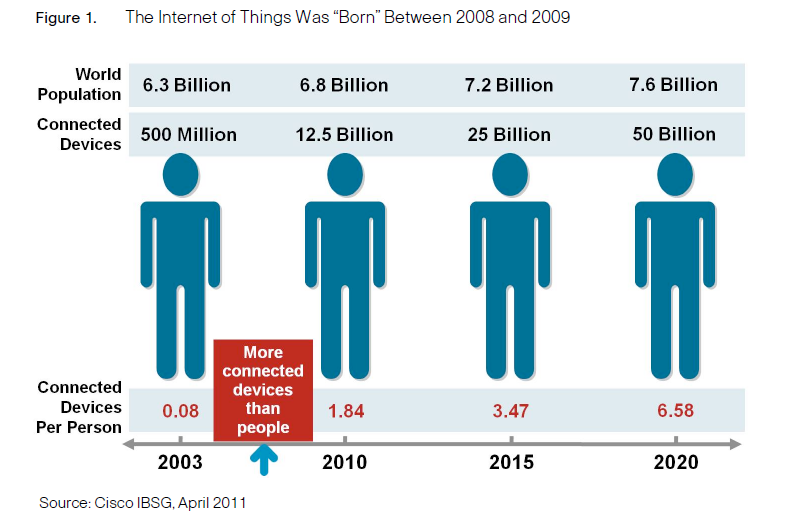 Figure 1. The Internet of Things Was “Born” Between 2008 and 2009
World
Population
6.3 Billion 6.8 Billion 7.2 Billion 7.6 Billion
Connected
Devices
500 Million 12.5 Billion 25 Billion 50 Billion
More
connected
devices
than
people
Connected
Devices
Per Person
0.08 1.84 3.47 6.58
2003 2010 2015 2020
Source: Cisco IBSG, April 2011